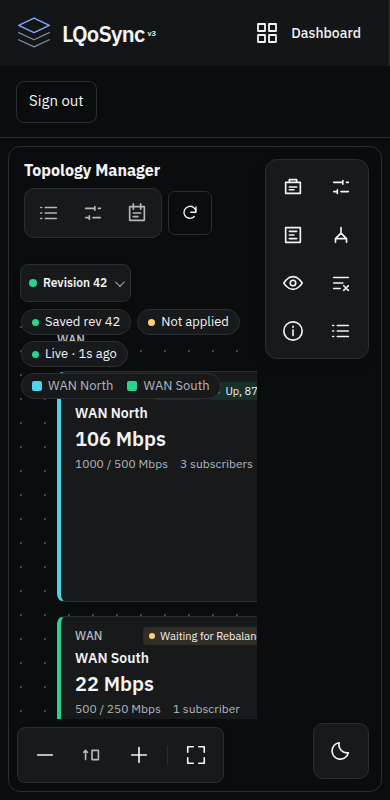 LQoSync v3
Dashboard
Sign out
Topology Manager
Revision 42
Saved rev 42
Not applied
WAN
Live · 1s ago
WAN North
WAN South
Up, 87
WAN North
106 Mbps
1000 / 500 Mbps 3 subscribers
WAN
Waiting for Rebalan
WAN South
22 Mbps
500 / 250 Mbps 1 subscriber